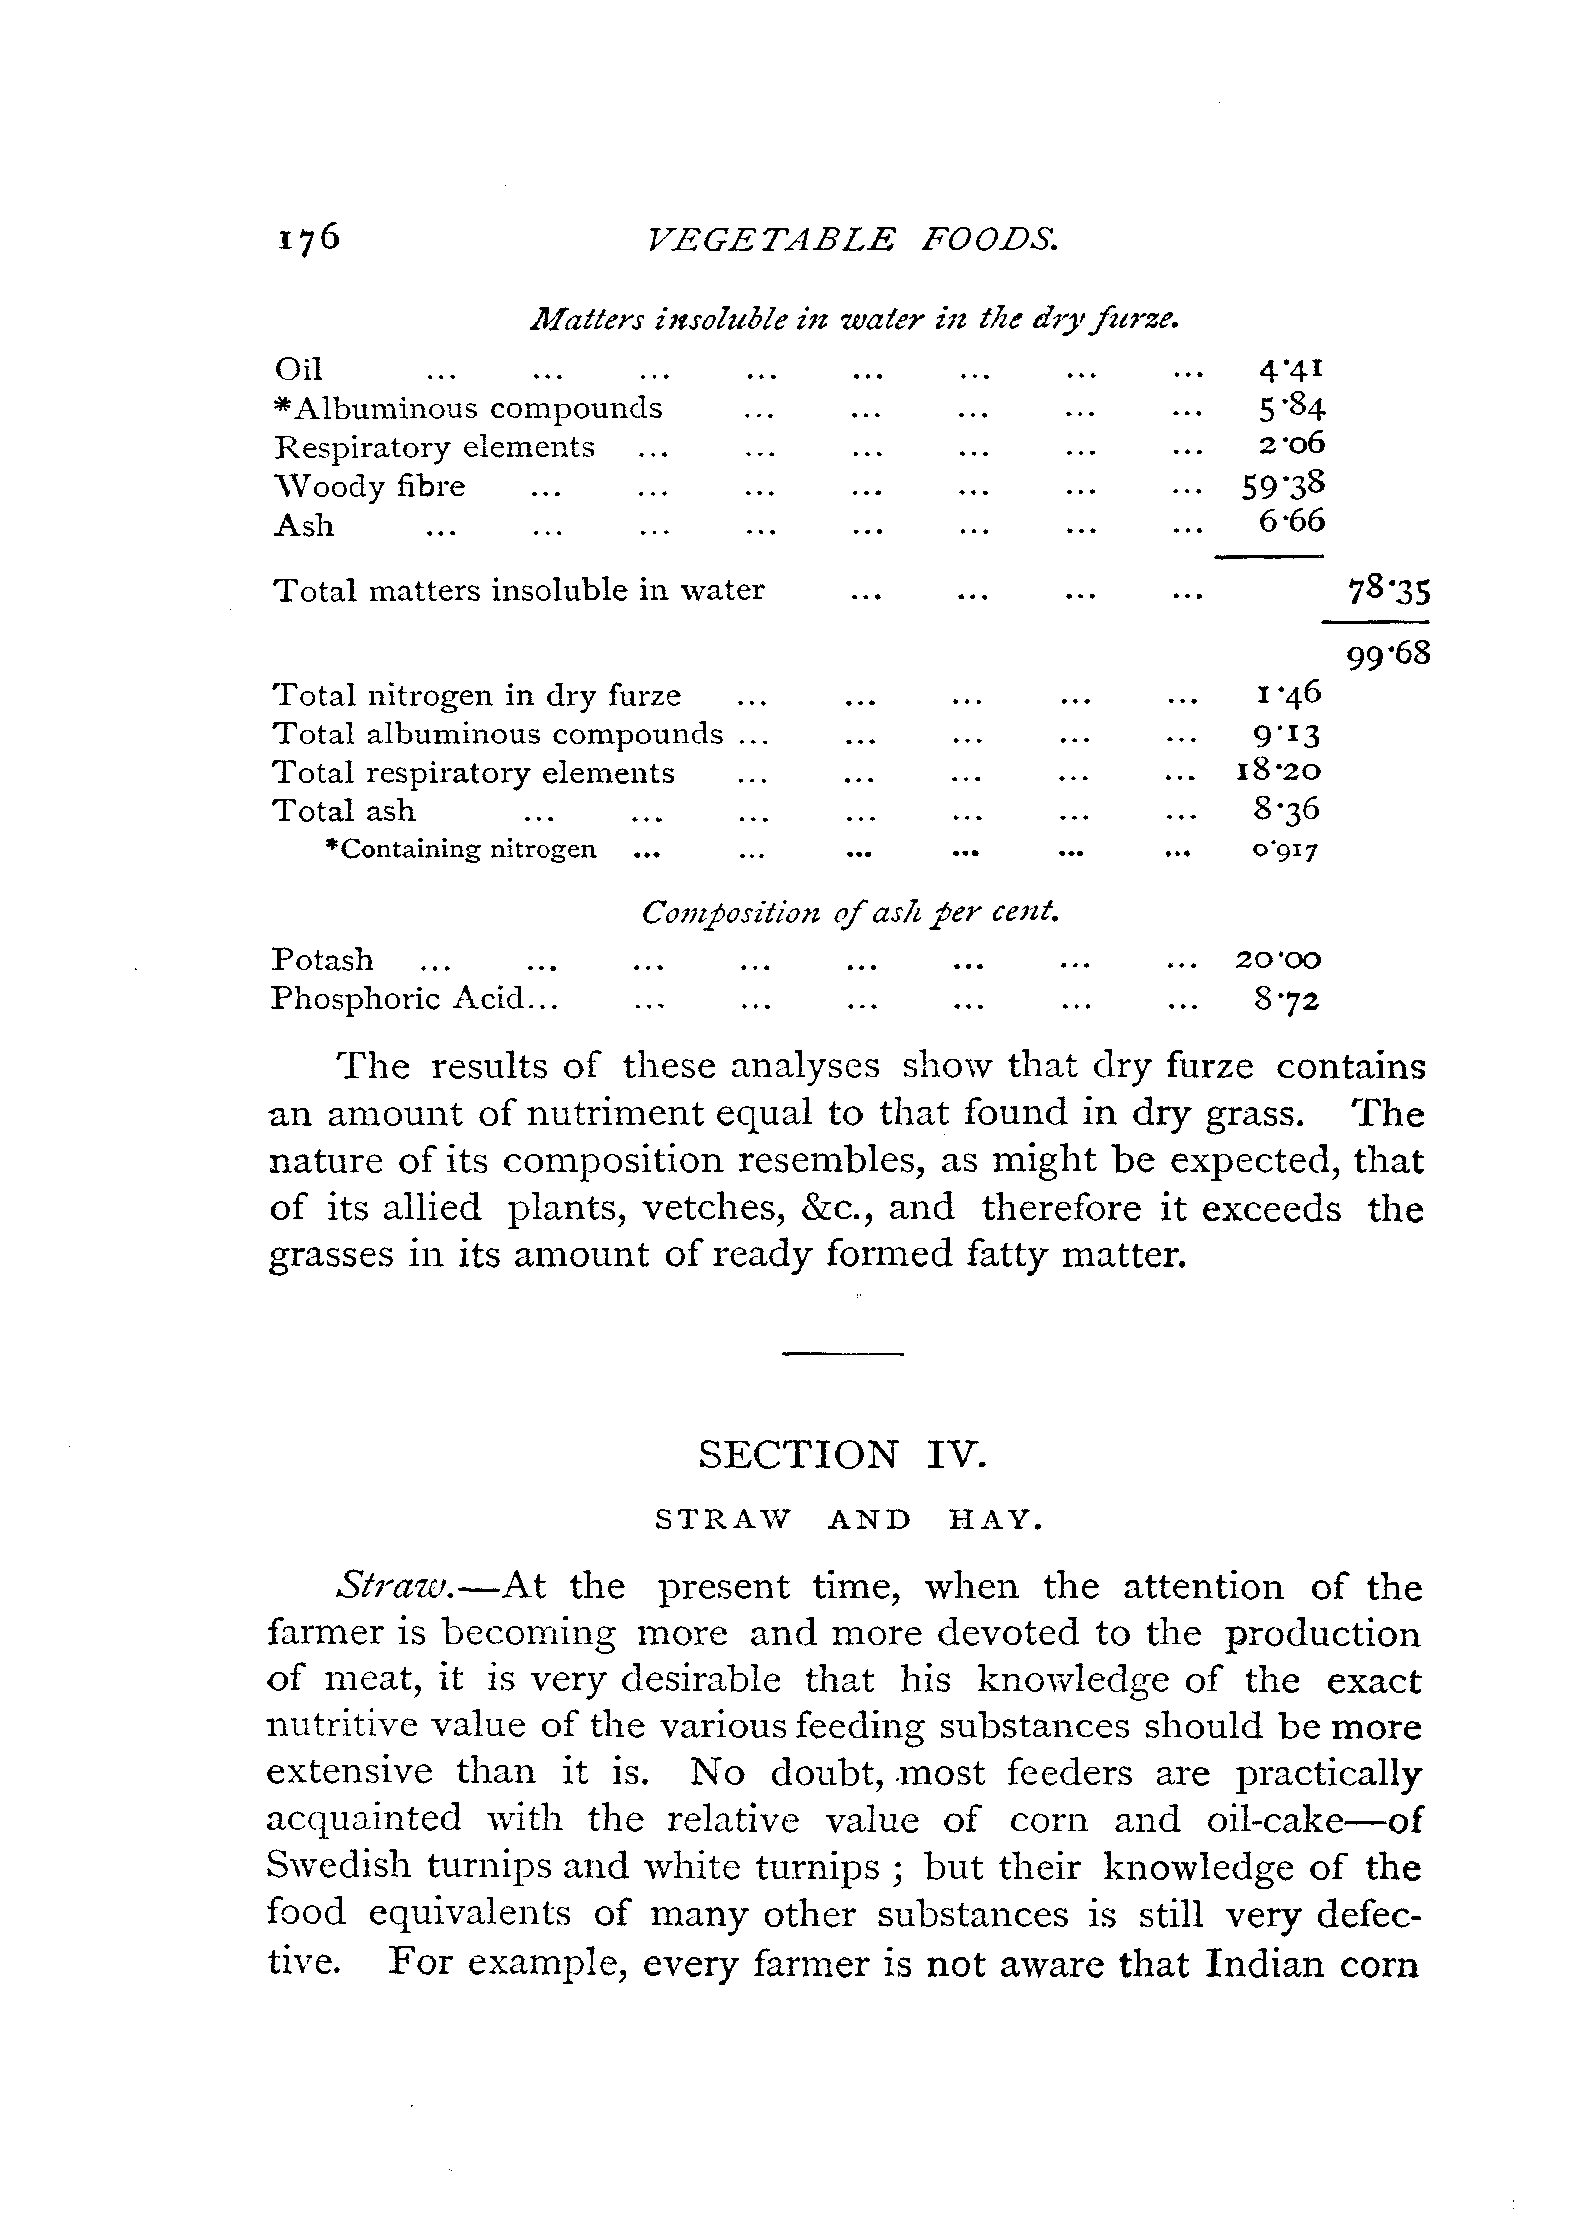 176 VEGETABLE FOODS.
Matters insoluble in water in the dry furze.
Oil ... ... ... ... ... ... ... ... 4·41
*Albuminous compounds ... ... ... ... ... 5·84
Respiratory elements ... ... ... ... ... ... 2·06
Woody fibre ... ... ... ... ... ... ... 59·38
Ash ... ... ... ... ... ... ... ... 6·66
Total matters insoluble in water ... ... ... ... 78·35
99·68
Total nitrogen in dry furze ... ... ... ... ... 1·46
Total albuminous compounds ... ... ... ... ... 9·13
Total respiratory elements ... ... ... ... ... 18·20
Total ash ... ... ... ... ... ... ... 8·36
*Containing nitrogen ... ... ... ... ... ... 0·917
Composition of ash per cent.
Potash ... ... ... ... ... ... ... ... 20·00
Phosphoric Acid... ... ... ... ... ... ... 8·72
The results of these analyses show that dry furze contains
an amount of nutriment equal to that found in dry grass. The
nature of its composition resembles, as might be expected, that
of its allied plants, vetches, &c., and therefore it exceeds the
grasses in its amount of ready formed fatty matter.
SECTION IV.
STRAW AND HAY.
Straw.—At the present time, when the attention of the
farmer is becoming more and more devoted to the production
of meat, it is very desirable that his knowledge of the exact
nutritive value of the various feeding substances should be more
extensive than it is. No doubt, most feeders are practically
acquainted with the relative value of corn and oil-cake—of
Swedish turnips and white turnips ; but their knowledge of the
food equivalents of many other substances is still very defec-
tive. For example, every farmer is not aware that Indian corn